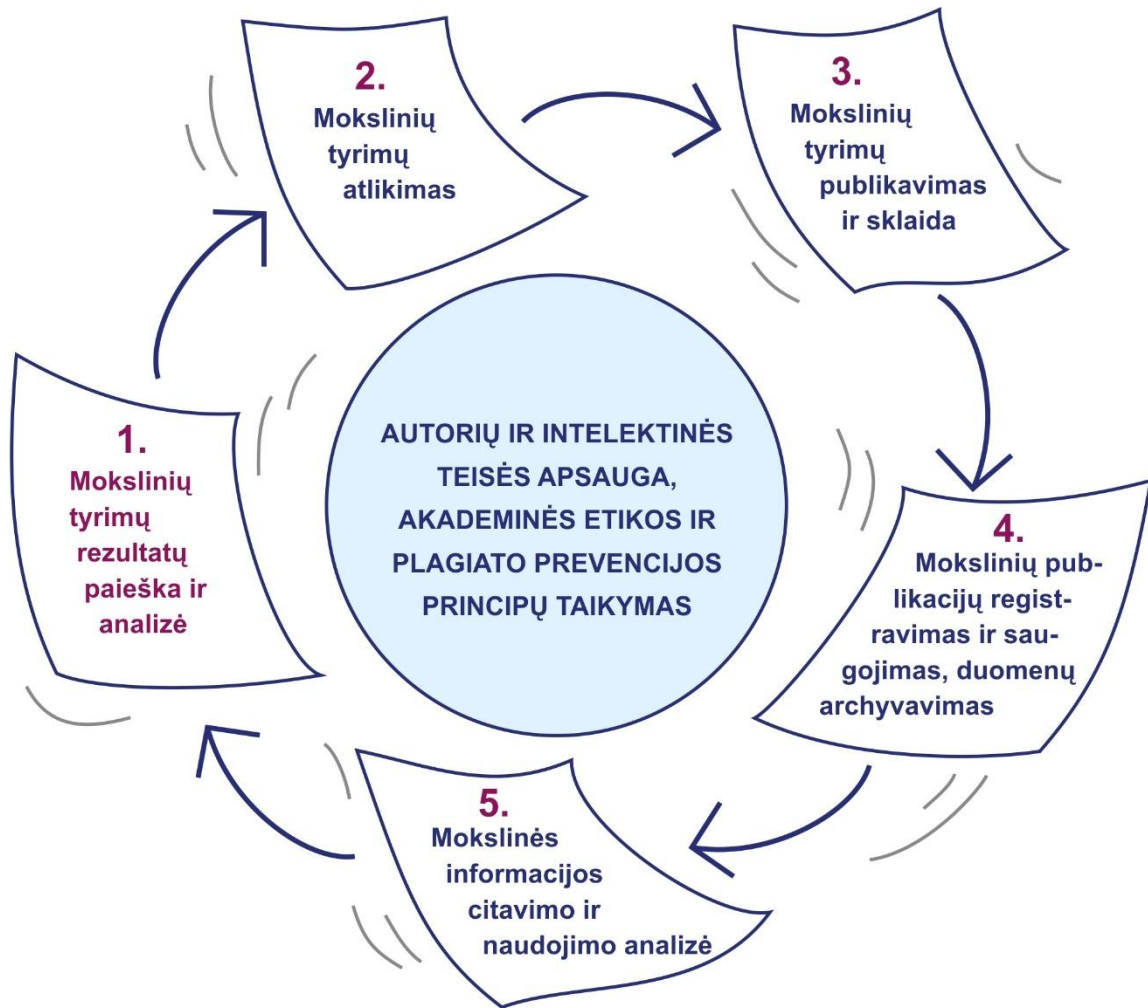 1.
Mokslinių
tyrimų
rezultatų
paieška ir
analizė
2.
Mokslinių
tyrimų
atlikimas
3.
Mokslinių
tyrimų
publikavimas
ir sklaida
4.
Mokslinių pub-
likacijų regist-
ravimas ir sau-
gojimas, duomenų
archyvavimas
5.
Mokslinės
informacijos
citavimo ir
naudojimo analizė
AUTORIŲ IR INTELEKTINĖS
TEISĖS APSAUGA,
AKADEMINĖS ETIKOS IR
PLAGIATO PREVENCIJOS
PRINCIPŲ TAIKYMAS